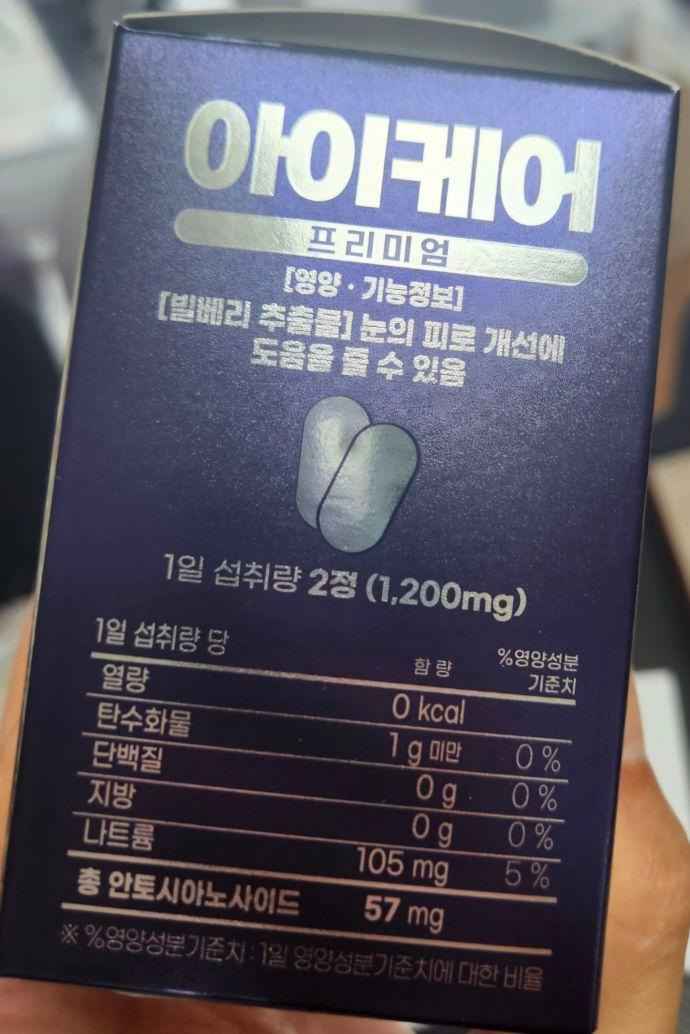 아이케어
프리미엄
[영양·기능정보]
[빌베리 추출물] 눈의 피로 개선에
도움을 줄 수 있음
1일 섭취량 2정 (1,200mg)
1일 섭취량 당 함량 %영양성분 기준치
열량 0 kcal
탄수화물 1 g 미만 0 %
단백질 0 g 0 %
지방 0 g 0 %
나트륨 105 mg 5 %
총 안토시아노사이드 57 mg
※ %영양성분기준치 : 1일 영양성분기준치에 대한 비율